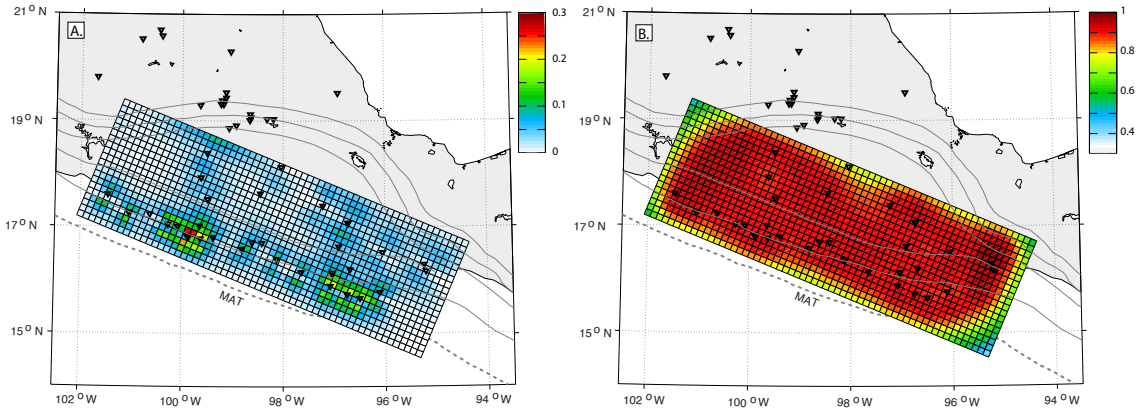 21° N
19° N
17° N
15° N
102° W
100° W
98° W
96° W
94° W
A.
MAT
0.3
0.2
0.1
0
21° N
19° N
17° N
15° N
102° W
100° W
98° W
96° W
94° W
B.
MAT
1
0.8
0.6
0.4